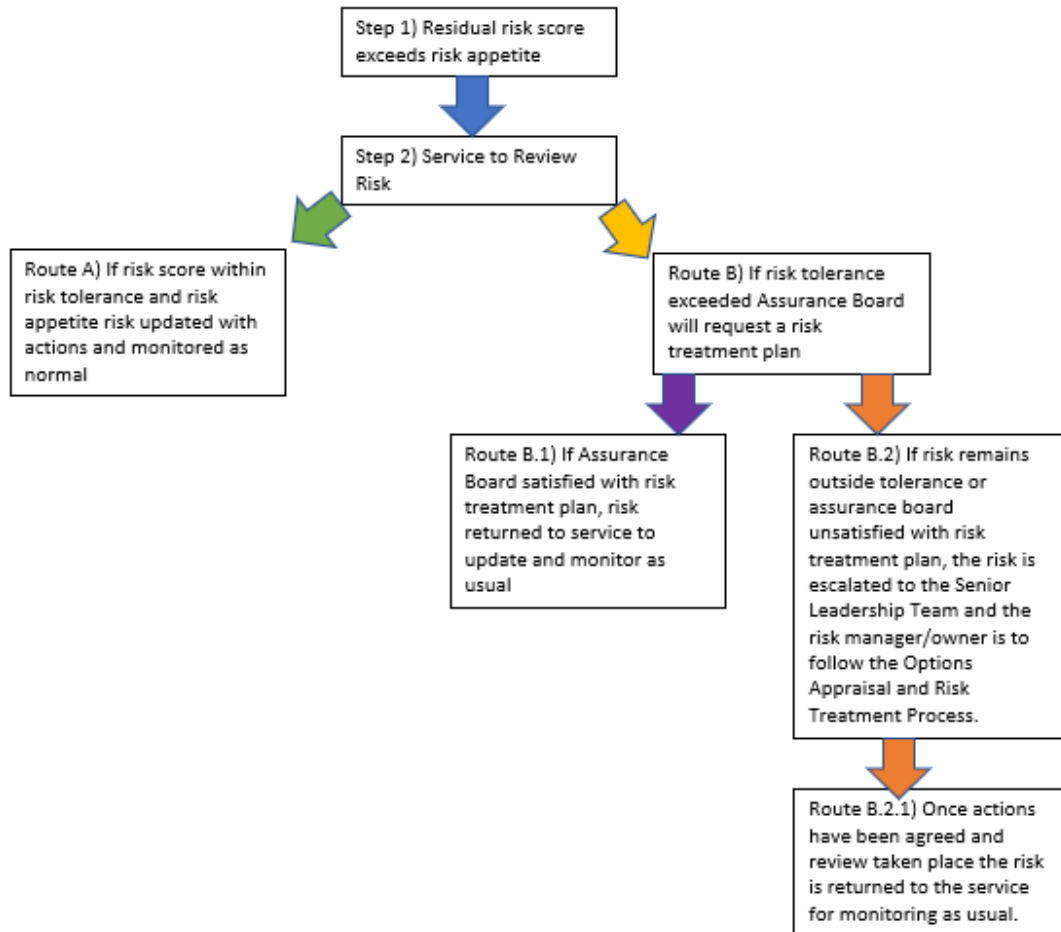 Step 1) Residual risk score
exceeds risk appetite
Step 2) Service to Review
Risk
Route A) If risk score within
risk tolerance and risk
appetite risk updated with
actions and monitored as
normal
Route B) If risk tolerance
exceeded Assurance Board
will request a risk
treatment plan
Route B.1) If Assurance
Board satisfied with risk
treatment plan, risk
returned to service to
update and monitor as
usual
Route B.2) If risk remains
outside tolerance or
assurance board
unsatisfied with risk
treatment plan, the risk is
escalated to the Senior
Leadership Team and the
risk manager/owner is to
follow the Options
Appraisal and Risk
Treatment Process.
Route B.2.1) Once actions
have been agreed and
review taken place the risk
is returned to the service
for monitoring as usual.